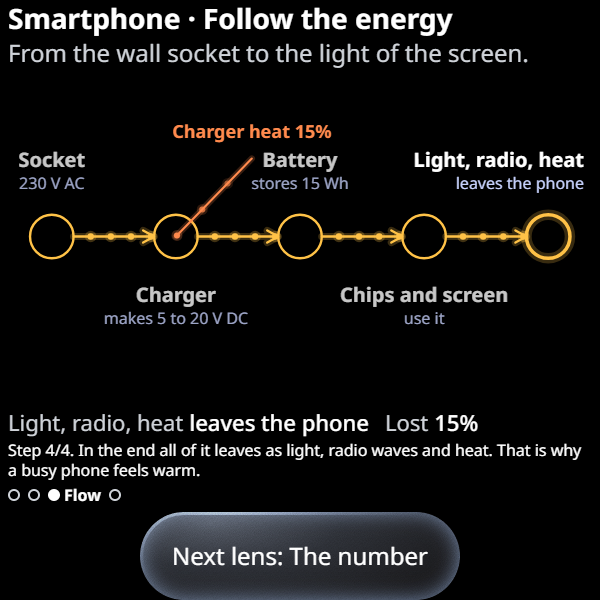 Smartphone · Follow the energy
From the wall socket to the light of the screen.
Charger heat 15%
Socket
230 V AC
Battery
stores 15 Wh
Light, radio, heat
leaves the phone
Charger
makes 5 to 20 V DC
Chips and screen
use it
Light, radio, heat leaves the phone Lost 15%
Step 4/4. In the end all of it leaves as light, radio waves and heat. That is why
a busy phone feels warm.
Flow
Next lens: The number